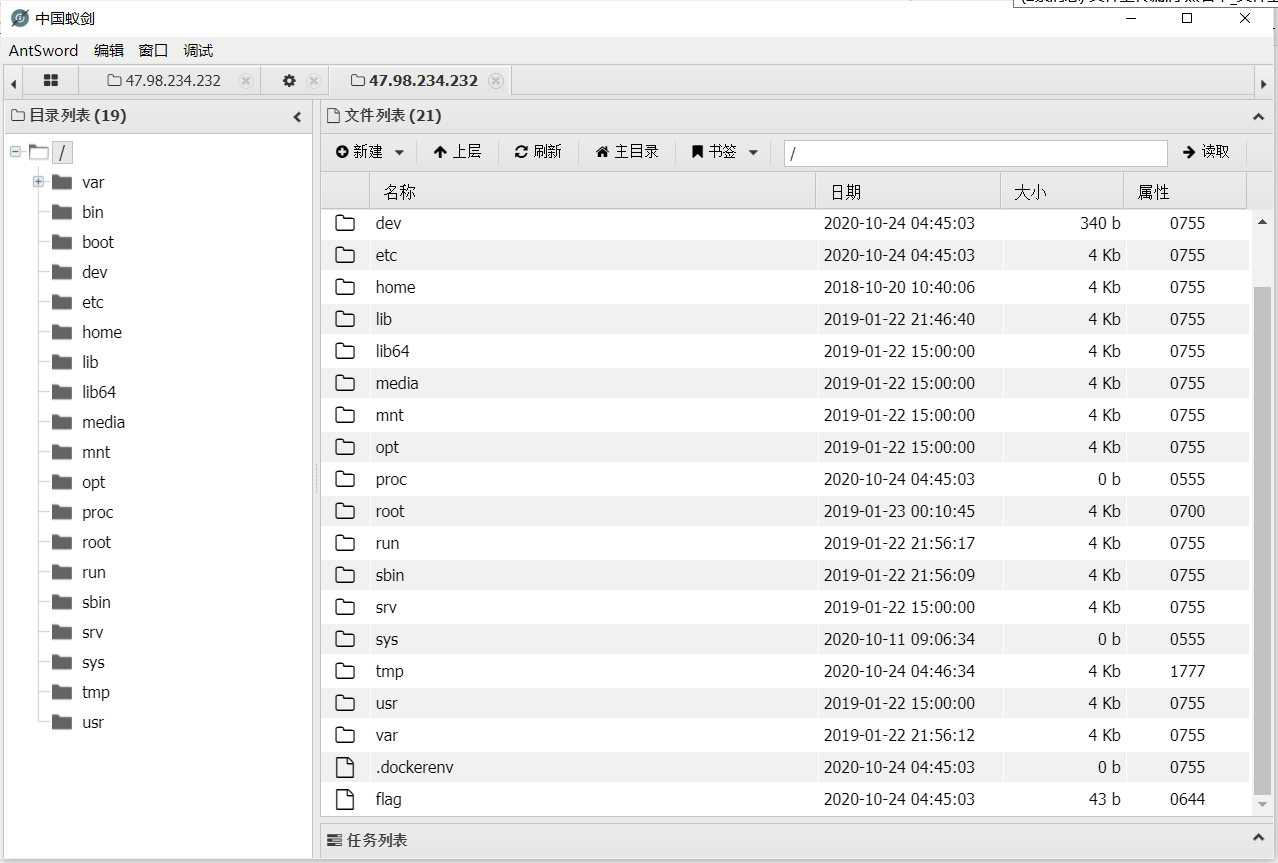 中国蚁剑
AntSword 编辑 窗口 调试
47.98.234.232 47.98.234.232
目录列表 (19)
/
var
bin
boot
dev
etc
home
lib
lib64
media
mnt
opt
proc
root
run
sbin
srv
sys
tmp
usr
文件列表 (21)
新建 上层 刷新 主目录 书签 / 读取
名称 日期 大小 属性
dev 2020-10-24 04:45:03 340 b 0755
etc 2020-10-24 04:45:03 4 Kb 0755
home 2018-10-20 10:40:06 4 Kb 0755
lib 2019-01-22 21:46:40 4 Kb 0755
lib64 2019-01-22 15:00:00 4 Kb 0755
media 2019-01-22 15:00:00 4 Kb 0755
mnt 2019-01-22 15:00:00 4 Kb 0755
opt 2019-01-22 15:00:00 4 Kb 0755
proc 2020-10-24 04:45:03 0 b 0555
root 2019-01-23 00:10:45 4 Kb 0700
run 2019-01-22 21:56:17 4 Kb 0755
sbin 2019-01-22 21:56:09 4 Kb 0755
srv 2019-01-22 15:00:00 4 Kb 0755
sys 2020-10-11 09:06:34 0 b 0555
tmp 2020-10-24 04:46:34 4 Kb 1777
usr 2019-01-22 15:00:00 4 Kb 0755
var 2019-01-22 21:56:12 4 Kb 0755
.dockerenv 2020-10-24 04:45:03 0 b 0755
flag 2020-10-24 04:45:03 43 b 0644
任务列表